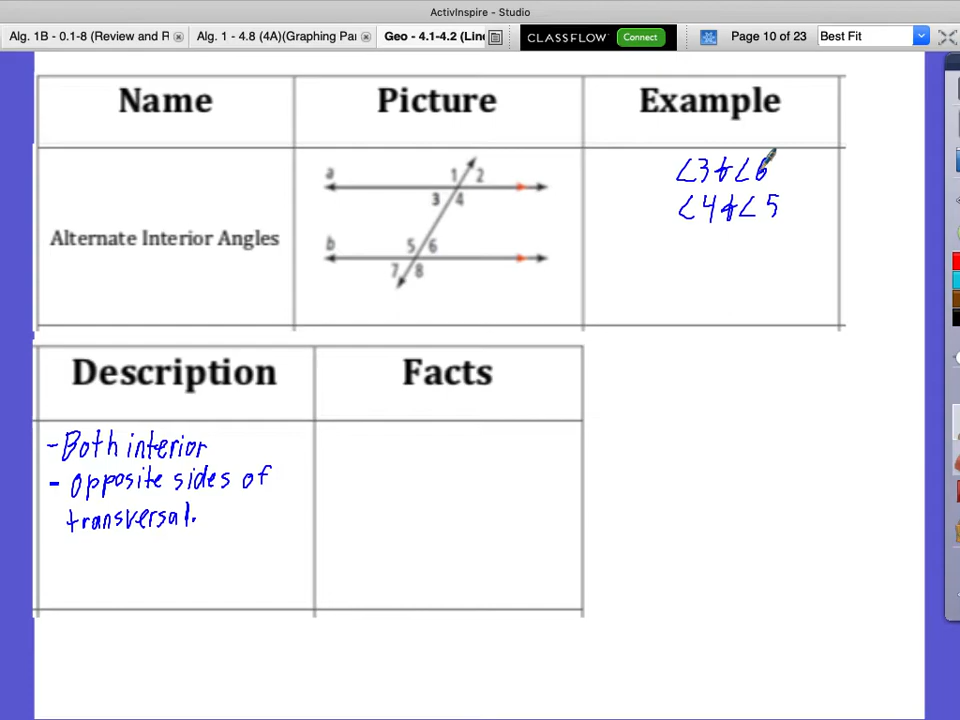 ActivInspire - Studio
Alg. 1B - 0.1-8 (Review and R
Alg. 1 - 4.8 (4A)(Graphing Pa
Geo - 4.1-4.2 (Line
CLASSFLOW Connect
Page 10 of 23
Best Fit
Name
Picture
Example
Alternate Interior Angles
a
1 2
3 4
b
5 6
7 8
∠3 & ∠6
∠4 & ∠5
Description
Facts
- Both interior
- opposite sides of
transversal.